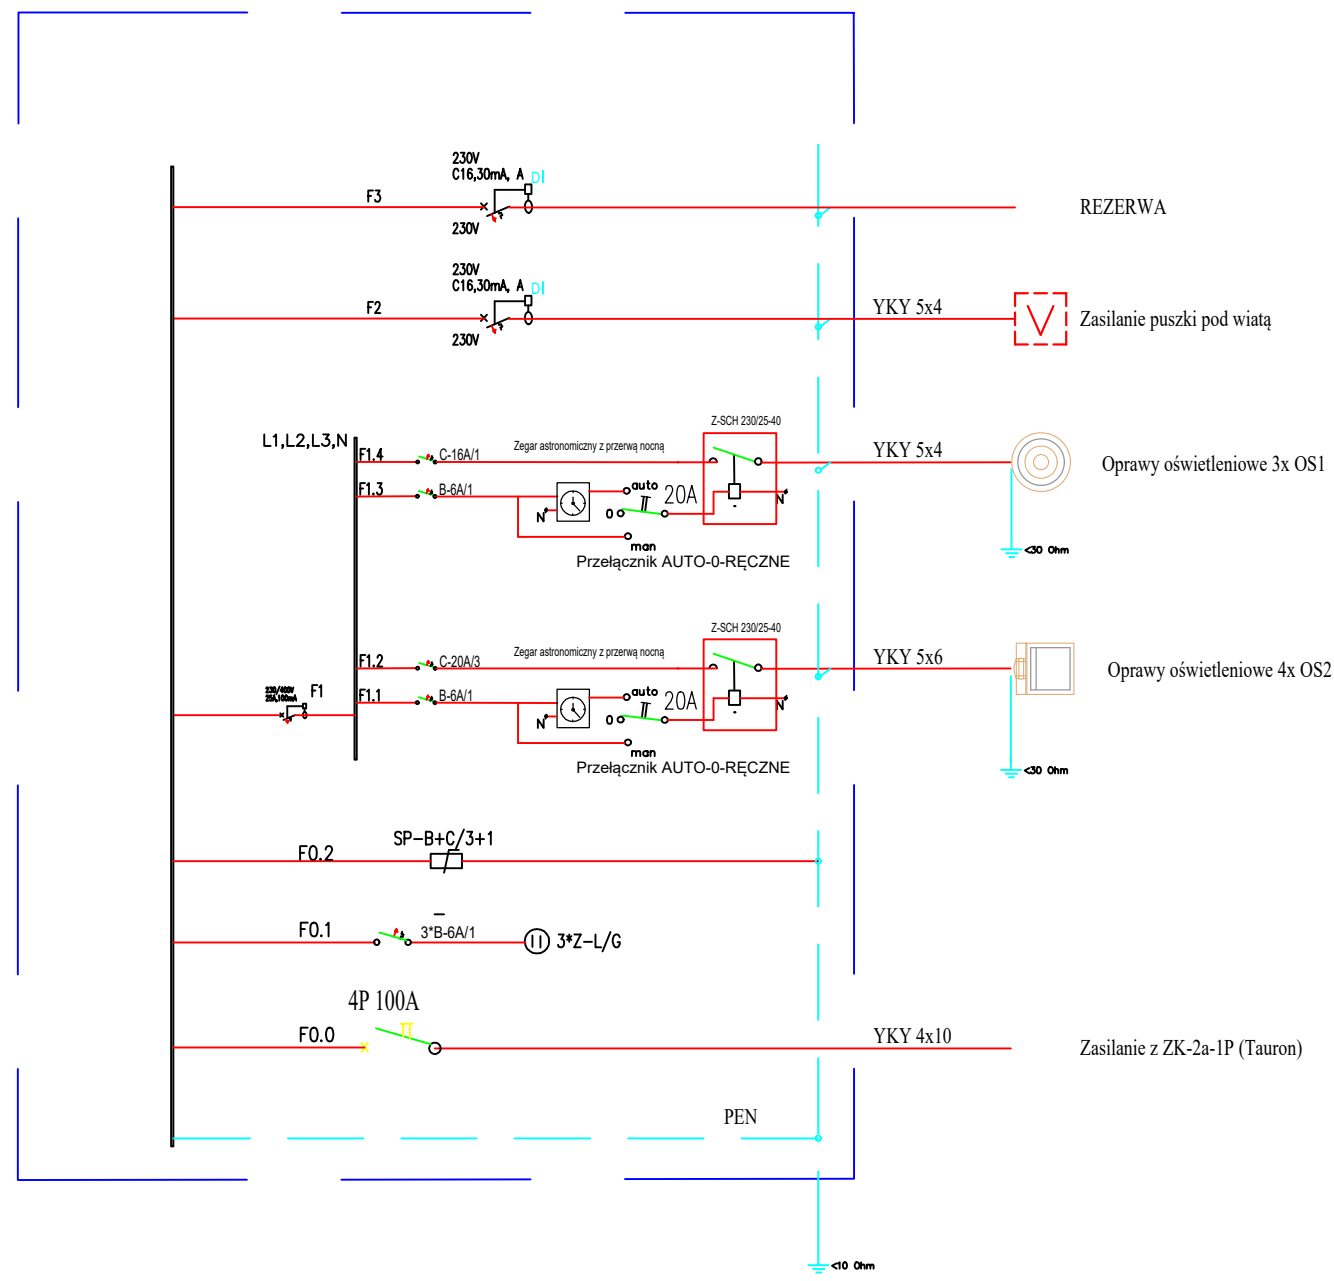 230V
C16,30mA, A DI
F3
230V
REZERWA
230V
C16,30mA, A DI
F2
230V
YKY 5x4
Zasilanie puszki pod wiatą
L1,L2,L3,N
Z-SCH 230/25-40
F1.4
C-16A/1
Zegar astronomiczny z przerwą nocną
YKY 5x4
Oprawy oświetleniowe 3x OS1
F1.3
B-6A/1
N
auto
0
20A
N
man
<30 Ohm
Przełącznik AUTO-0-RĘCZNE
Z-SCH 230/25-40
F1.2
C-20A/3
Zegar astronomiczny z przerwą nocną
YKY 5x6
Oprawy oświetleniowe 4x OS2
230/400V
25A,100mA
F1
F1.1
B-6A/1
N
auto
0
20A
N
man
<30 Ohm
Przełącznik AUTO-0-RĘCZNE
SP-B+C/3+1
F0.2
F0.1
3*B-6A/1
3*Z-L/G
4P 100A
F0.0
YKY 4x10
Zasilanie z ZK-2a-1P (Tauron)
PEN
<10 Ohm